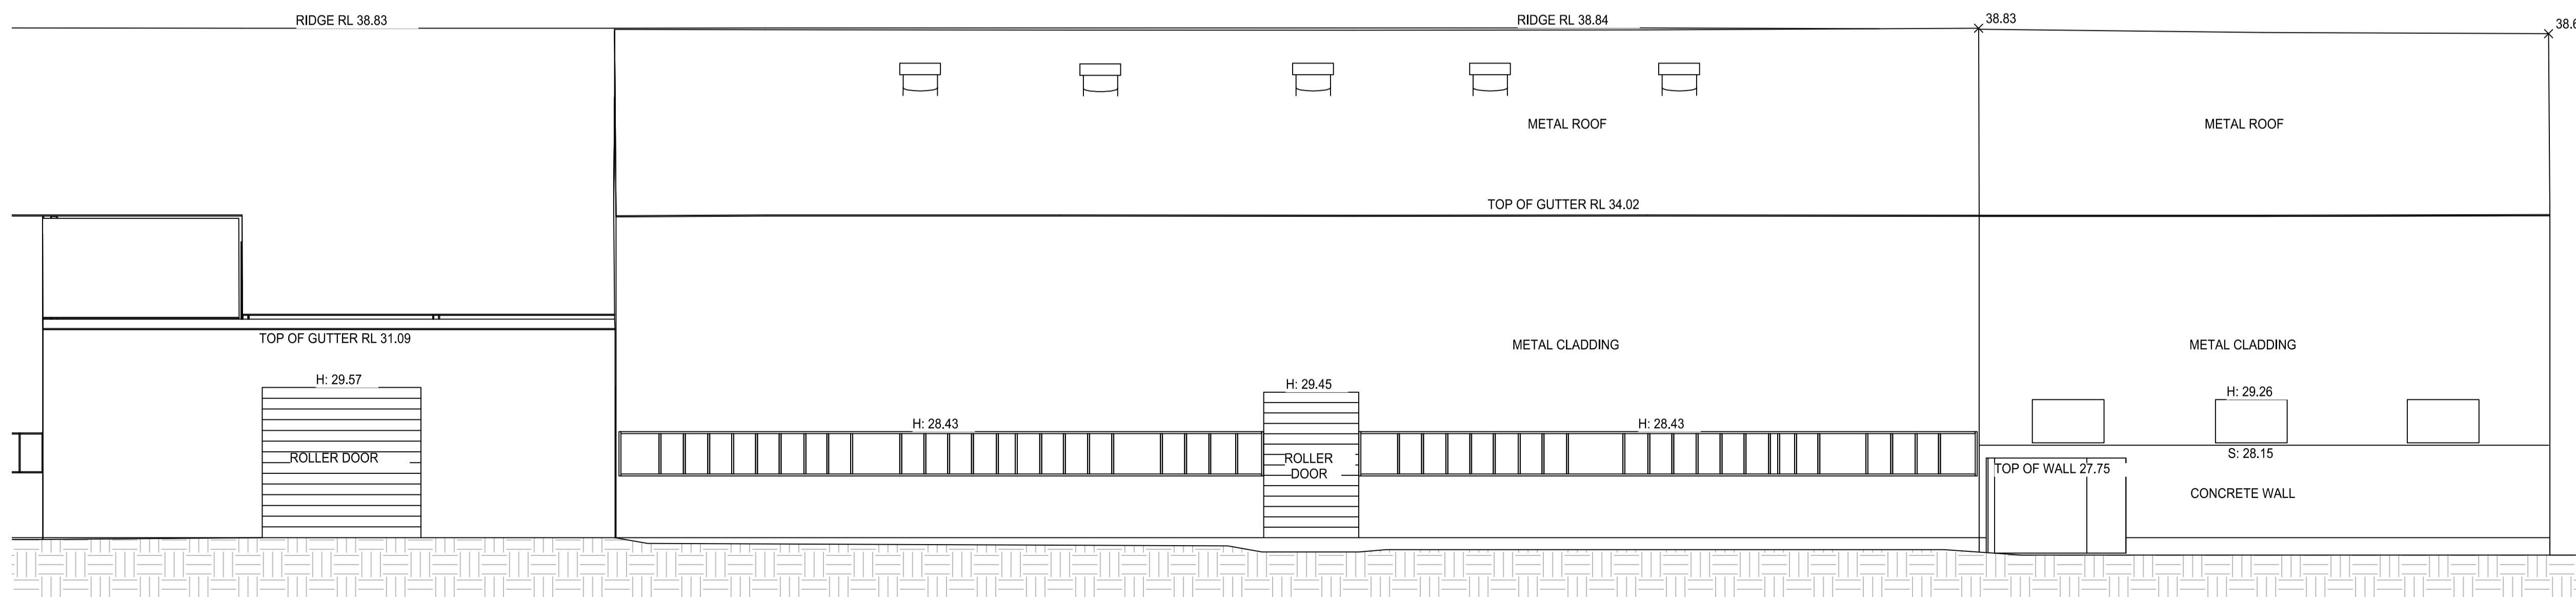 RIDGE RL 38.83
RIDGE RL 38.84
38.83
METAL ROOF
METAL ROOF
TOP OF GUTTER RL 34.02
TOP OF GUTTER RL 31.09
METAL CLADDING
METAL CLADDING
H: 29.57
H: 29.45
H: 29.26
H: 28.43
H: 28.43
ROLLER DOOR
ROLLER
DOOR
S: 28.15
TOP OF WALL 27.75
CONCRETE WALL